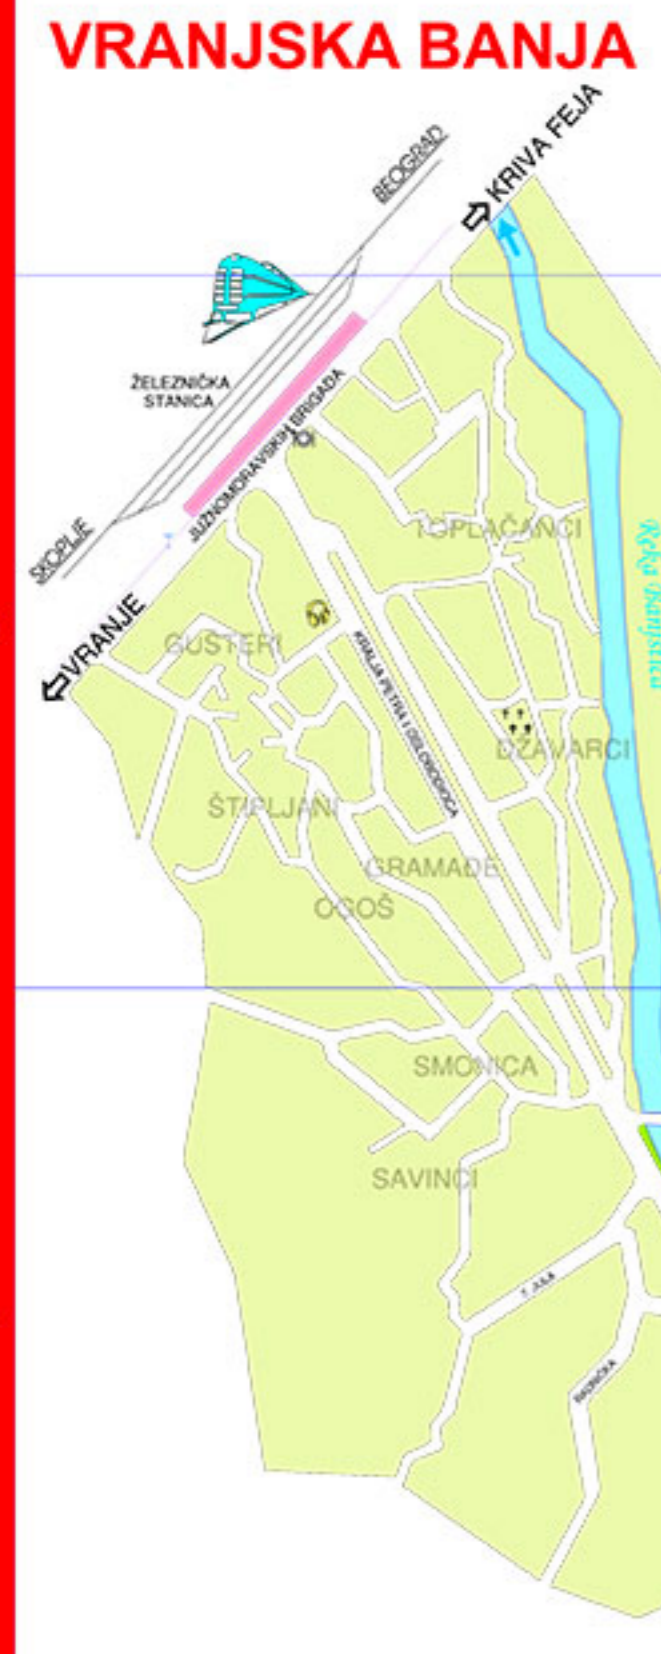 VRANJSKA BANJA
KRIVA FEJA
BEOGRAD
ŽELEZNIČKA
STANICA
JUŽNOMORAVSKIH BRIGADA
SKOPLJE
VRANJE
TOPLAČANCI
Reka Banjštica
GUŠTERI
KRALJA PETRA I OSLOBODIOCA
DŽAVARCI
ŠTIPLJANI
GRAMAĐE
OGOŠ
SMONICA
SAVINCI
7. JULA
RADNIČKA